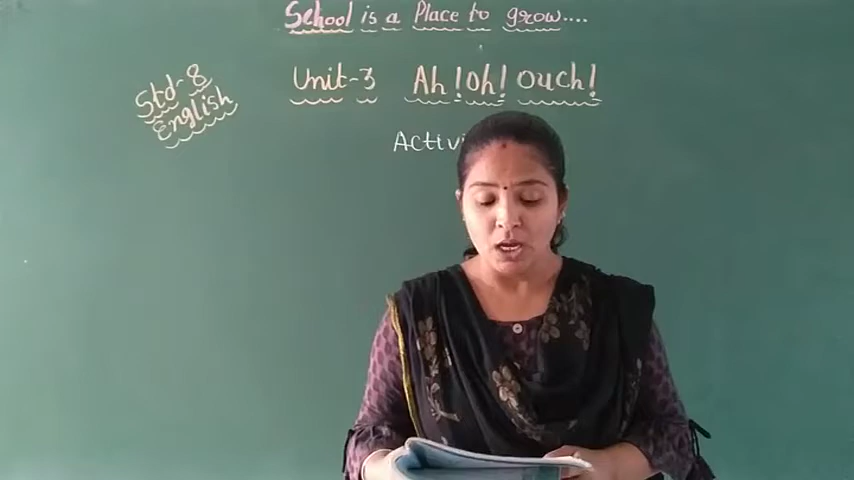 School is a Place to grow....
Std-8
English
Unit-3 Ah! Oh! ouch!